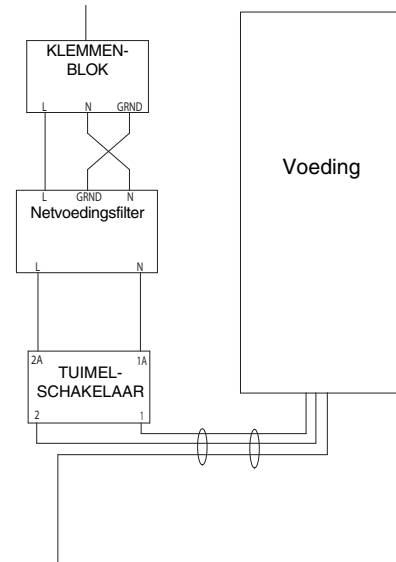 KLEMMEN-
BLOK
L N GRND
L GRND N
Netvoedingsfilter
L N
2A 1A
TUIMEL-
SCHAKELAAR
2 1
Voeding